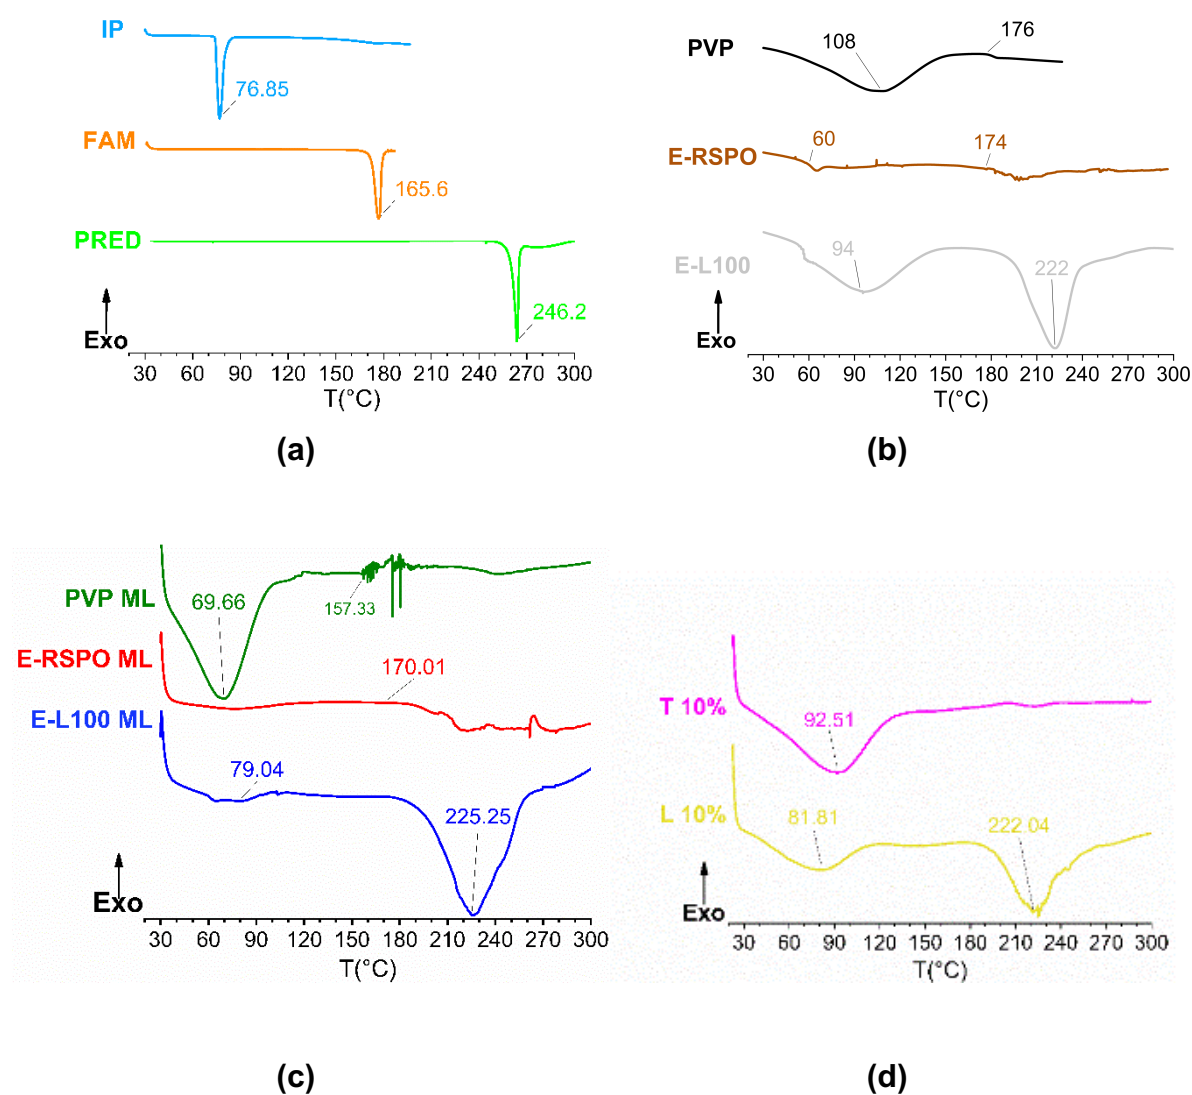 IP
76.85
FAM
165.6
PRED
246.2
Exo
30 60 90 120 150 180 210 240 270 300
T(°C)
(a)
PVP
108
176
E-RSPO
60
174
E-L100
94
222
Exo
30 60 90 120 150 180 210 240 270 300
T(°C)
(b)
PVP ML
69.66
157.33
E-RSPO ML
170.01
E-L100 ML
79.04
225.25
Exo
30 60 90 120 150 180 210 240 270 300
T(°C)
(c)
T 10%
92.51
L 10%
81.81
222.04
Exo
30 60 90 120 150 180 210 240 270 300
T(°C)
(d)